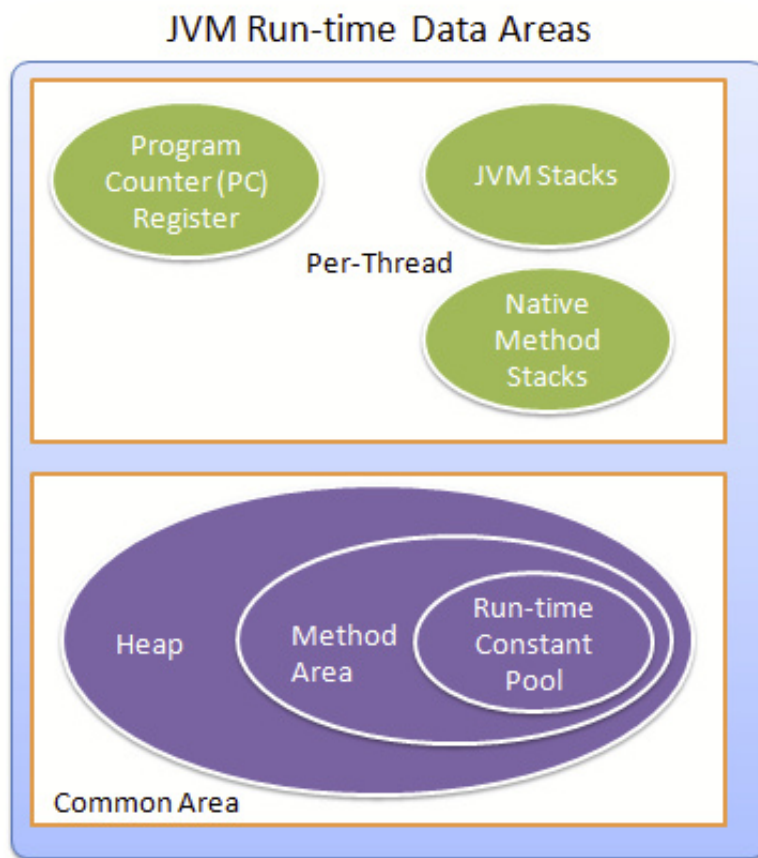 JVM Run-time Data Areas
Program
Counter (PC)
Register
JVM Stacks
Per-Thread
Native
Method
Stacks
Heap
Method
Area
Run-time
Constant
Pool
Common Area